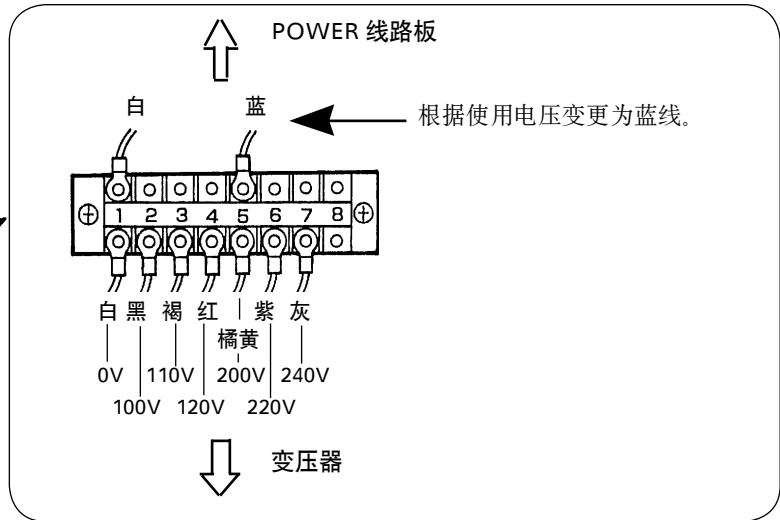 POWER 线路板
白 蓝
根据使用电压变更为蓝线。
1 2 3 4 5 6 7 8
白 黑 褐 红 紫 灰
橘黄
0V 110V 200V 240V
100V 120V 220V
变压器